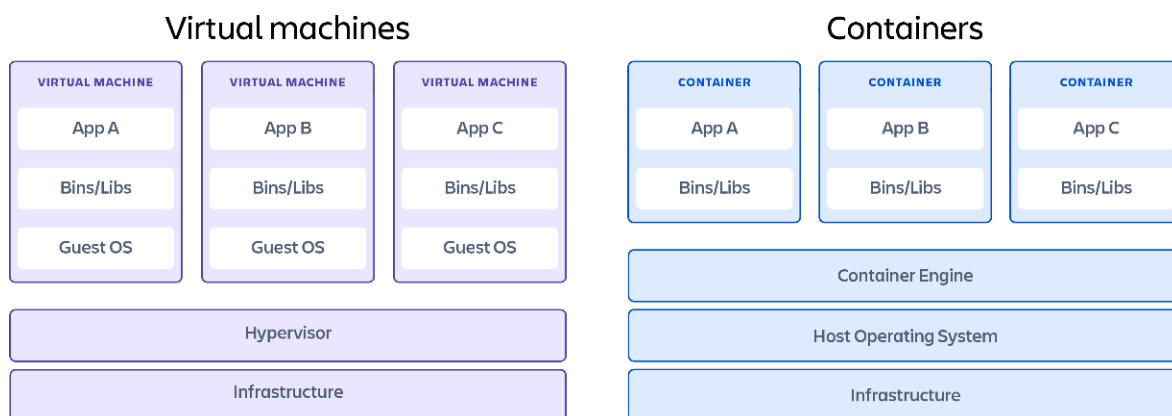 Virtual machines
VIRTUAL MACHINE
App A
Bins/Libs
Guest OS
VIRTUAL MACHINE
App B
Bins/Libs
Guest OS
VIRTUAL MACHINE
App C
Bins/Libs
Guest OS
Hypervisor
Infrastructure
Containers
CONTAINER
App A
Bins/Libs
CONTAINER
App B
Bins/Libs
CONTAINER
App C
Bins/Libs
Container Engine
Host Operating System
Infrastructure